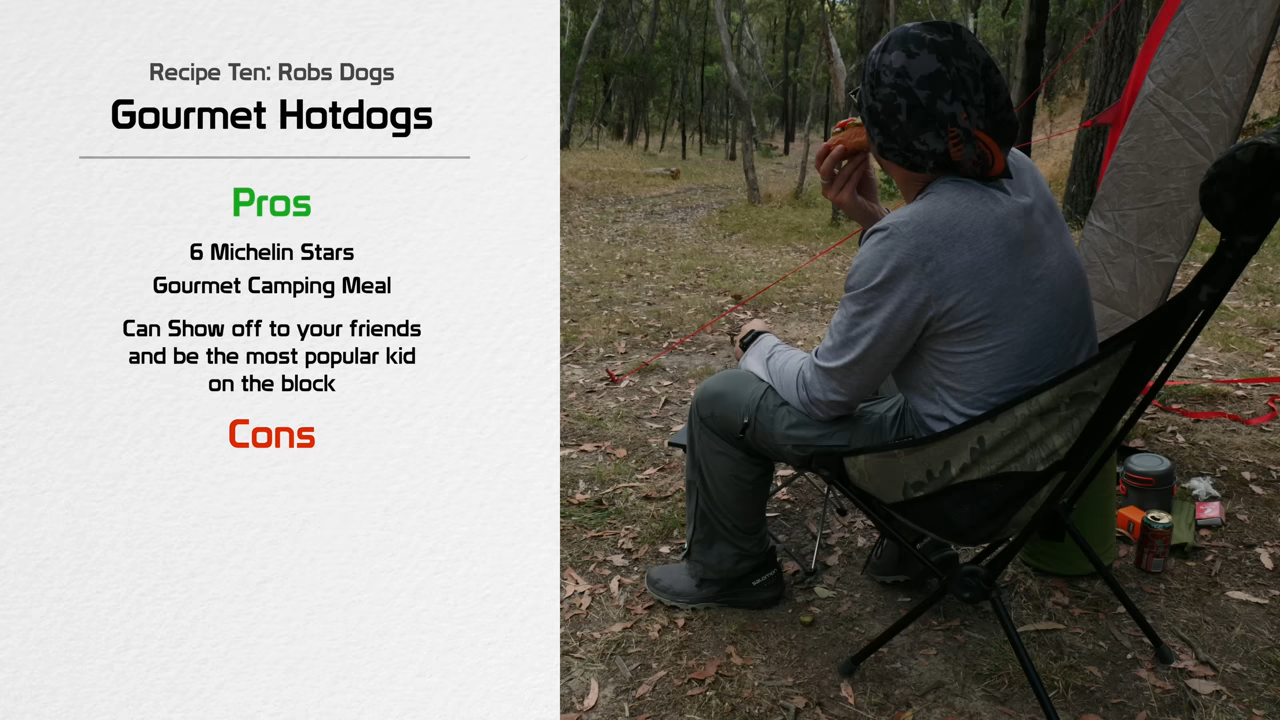 Recipe Ten: Robs Dogs
Gourmet Hotdogs
Pros
6 Michelin Stars
Gourmet Camping Meal
Can Show off to your friends
and be the most popular kid
on the block
Cons
SALOMON